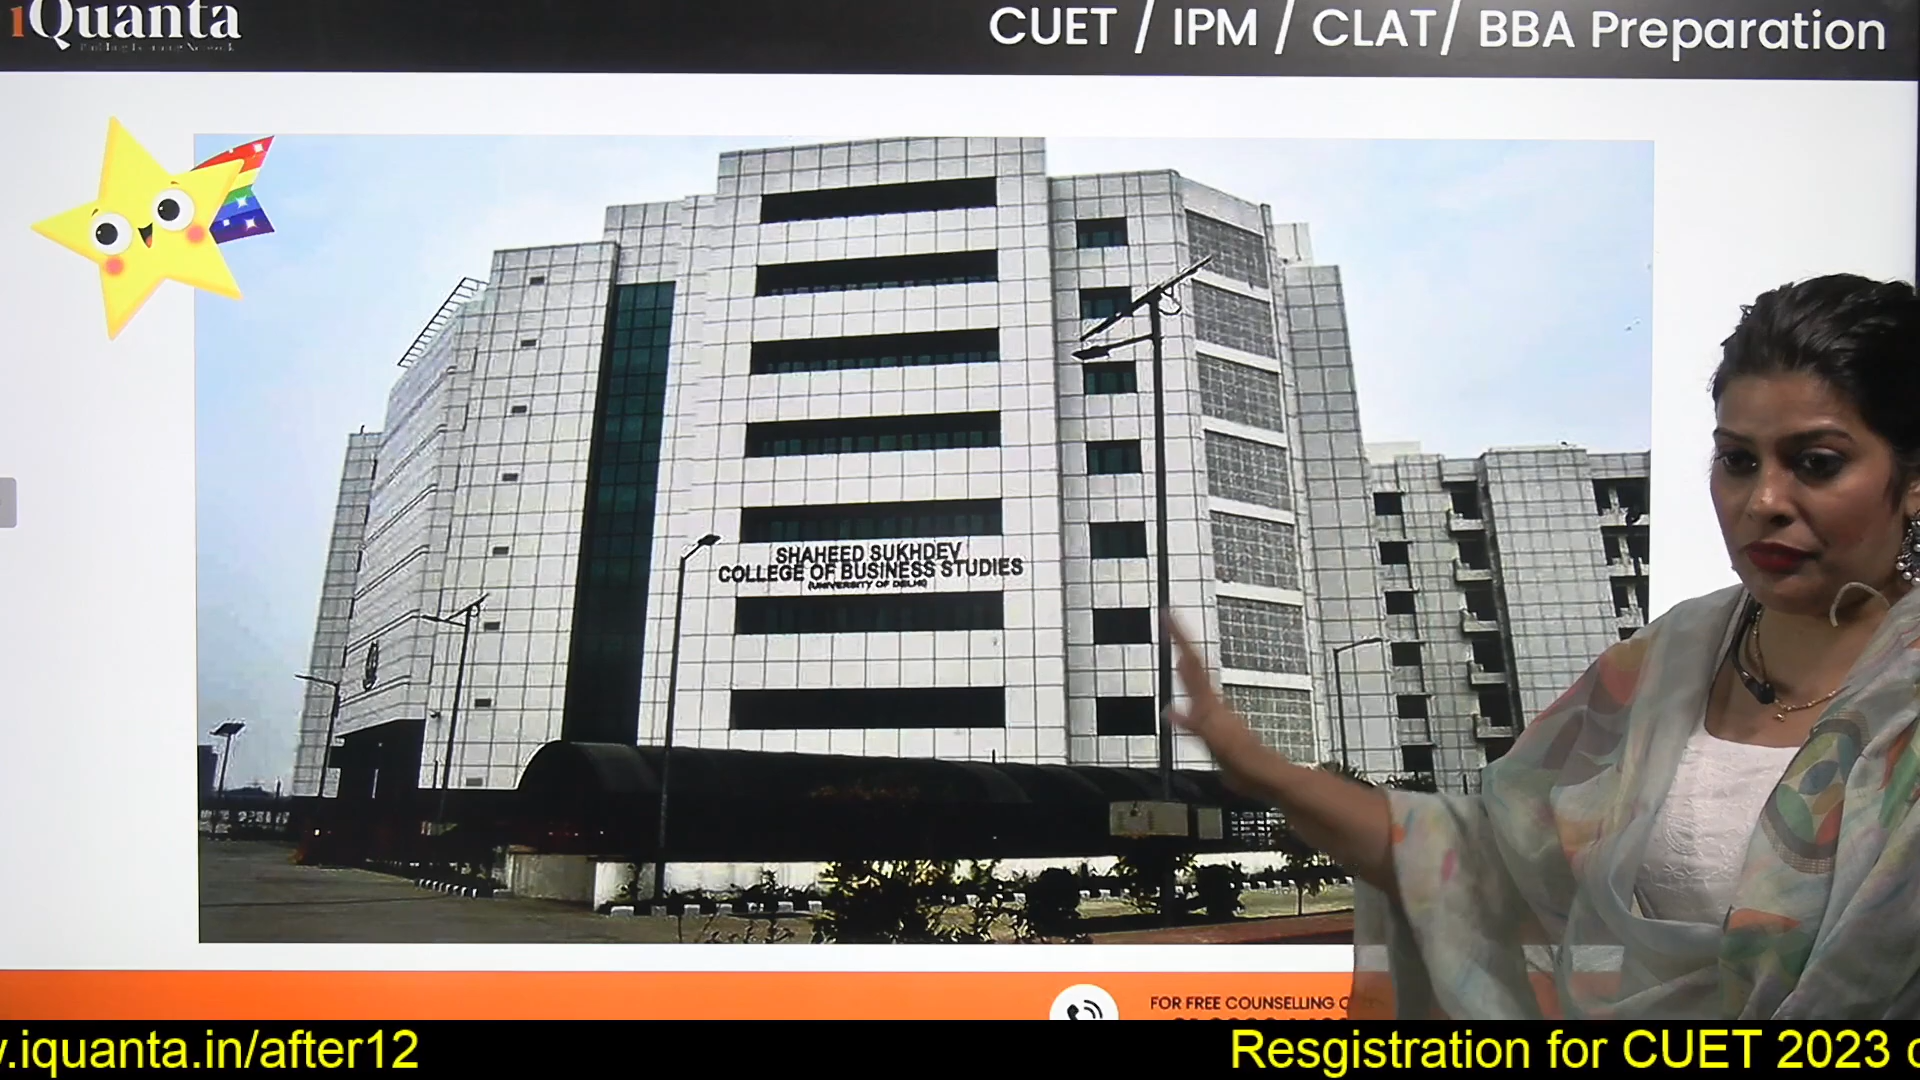 iQuanta
CUET / IPM / CLAT/ BBA Preparation
SHAHEED SUKHDEV
COLLEGE OF BUSINESS STUDIES
(UNIVERSITY OF DELHI)
FOR FREE COUNSELLING
.iquanta.in/after12
Resgistration for CUET 2023